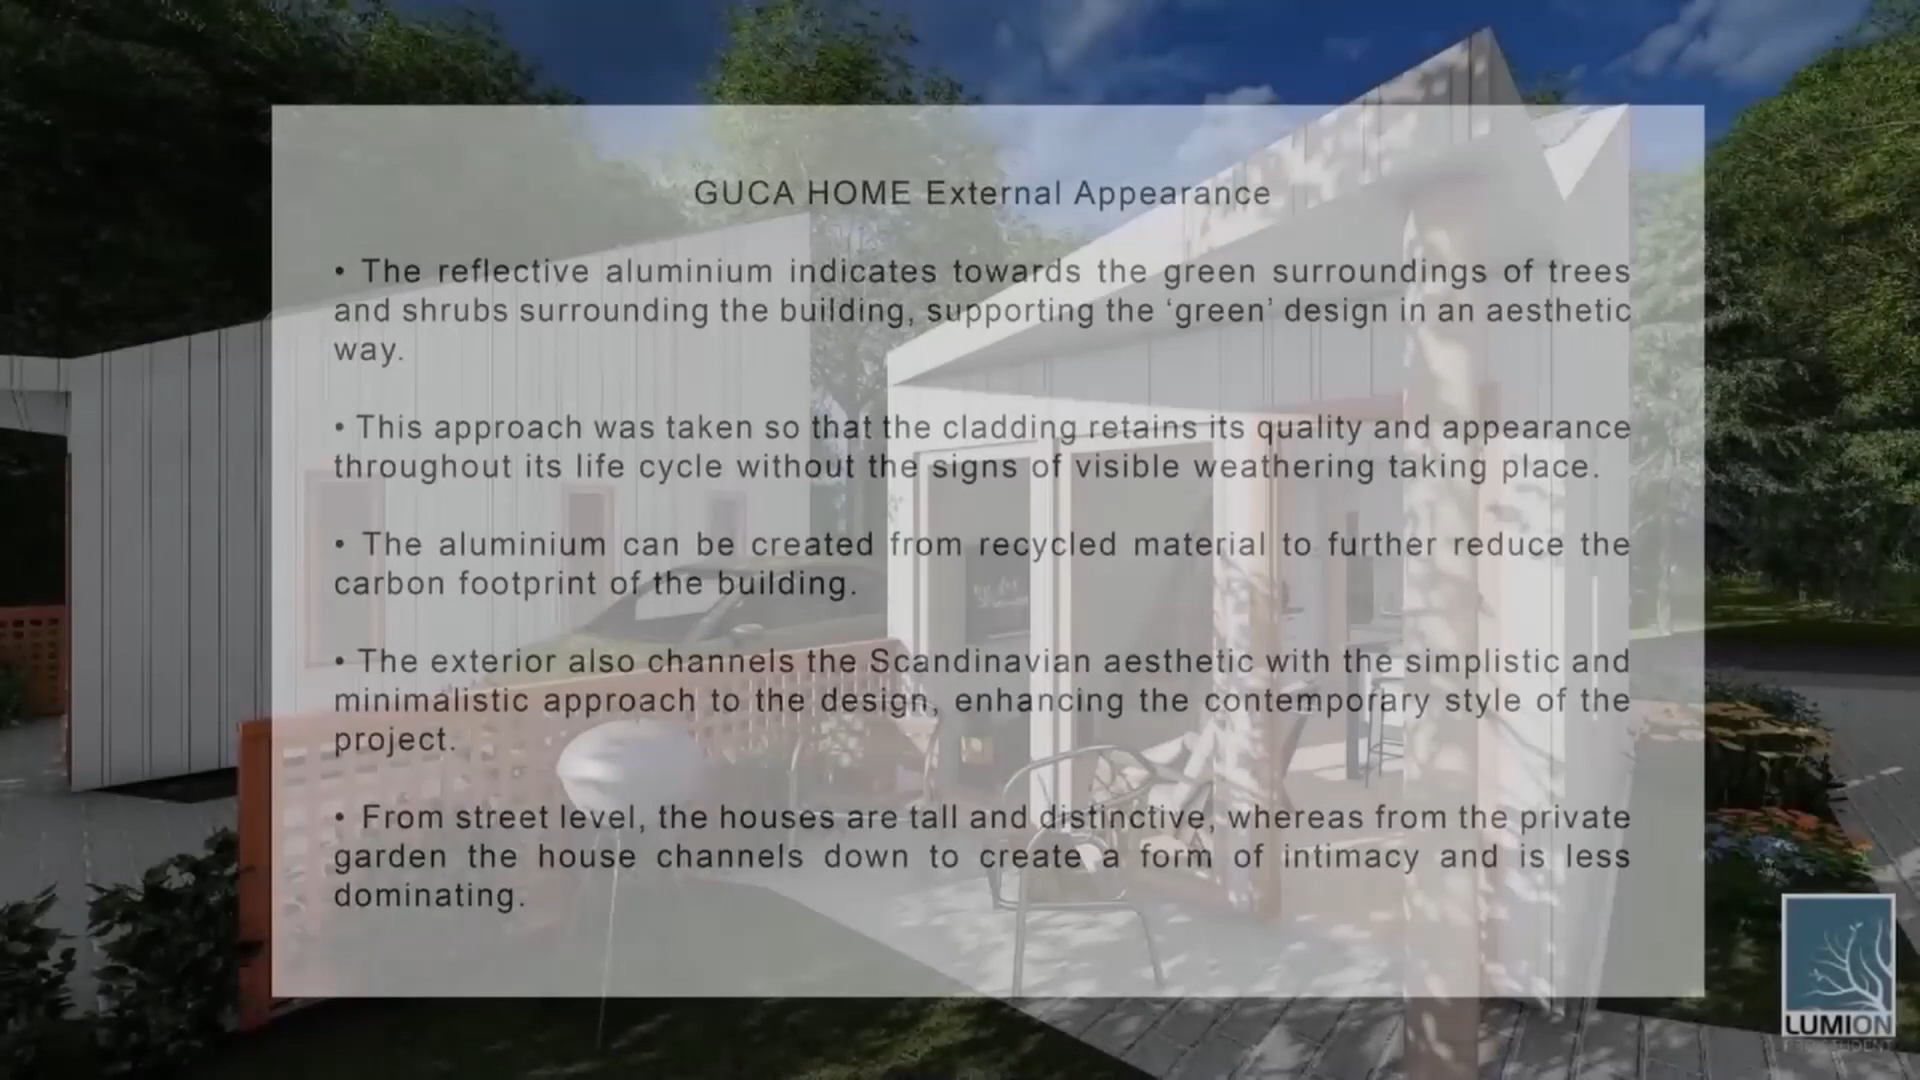 GUCA HOME External Appearance
• The reflective aluminium indicates towards the green surroundings of trees
and shrubs surrounding the building, supporting the ‘green’ design in an aesthetic
way.
• This approach was taken so that the cladding retains its quality and appearance
throughout its life cycle without the signs of visible weathering taking place.
• The aluminium can be created from recycled material to further reduce the
carbon footprint of the building.
• The exterior also channels the Scandinavian aesthetic with the simplistic and
minimalistic approach to the design, enhancing the contemporary style of the
project.
• From street level, the houses are tall and distinctive, whereas from the private
garden the house channels down to create a form of intimacy and is less
dominating.
LUMION